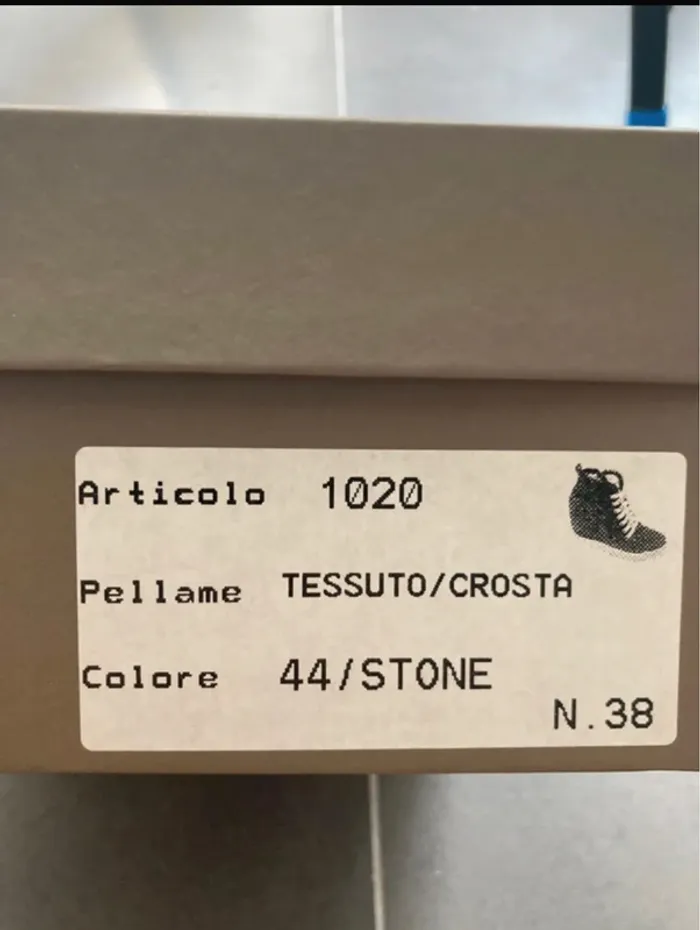 Articolo 1020
Pellame TESSUTO/CROSTA
Colore 44/STONE
N.38